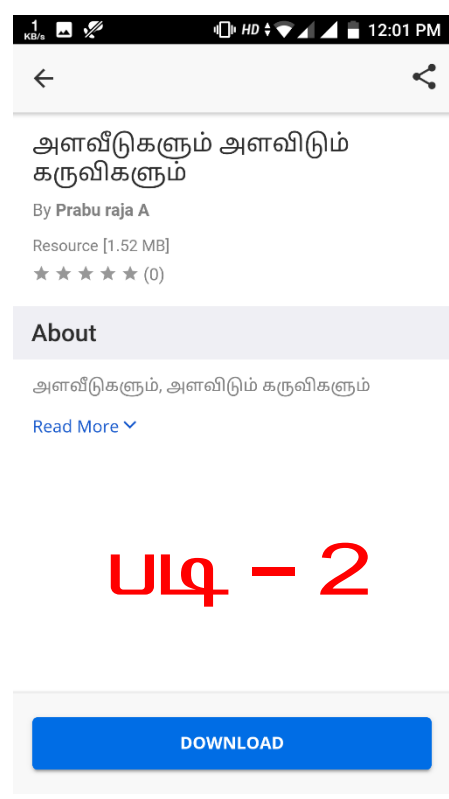 1 KB/s HD 12:01 PM
அளவீடுகளும் அளவிடும்
கருவிகளும்
By Prabu raja A
Resource [1.52 MB]
(0)
About
அளவீடுகளும், அளவிடும் கருவிகளும்
Read More
படி – 2
DOWNLOAD